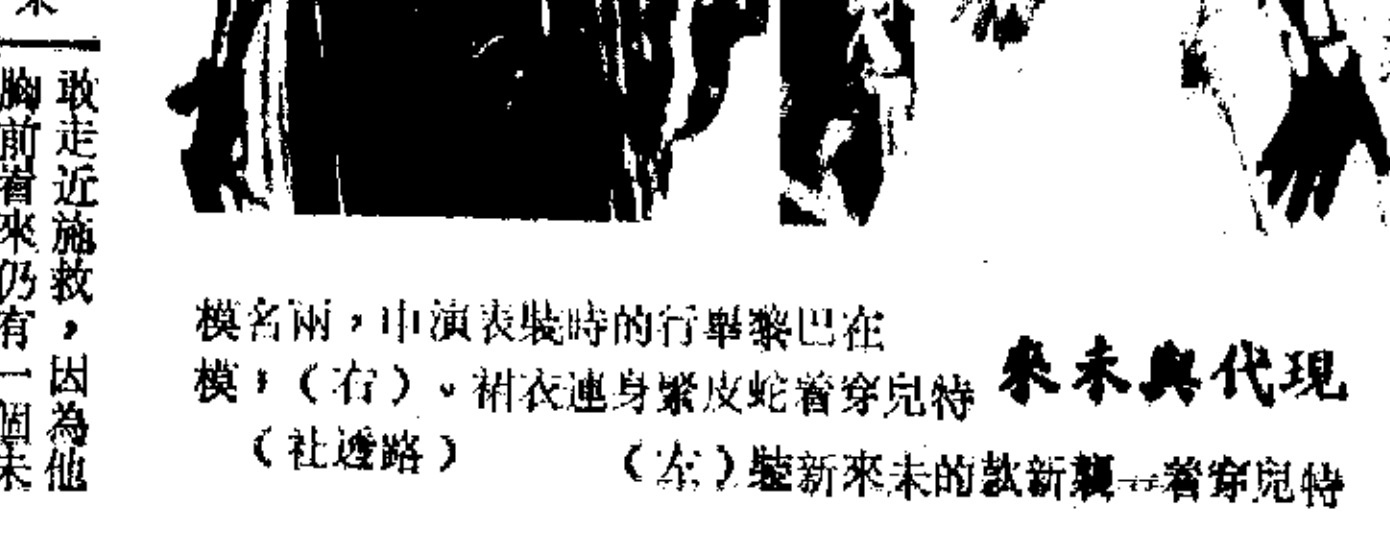 現代與未來
在巴黎舉行的時裝表演中，兩名模
特兒穿着蛇皮緊身連衣裙。（右），模
特兒穿着一襲新款的未來新裝（左）
（路透社）
敢走近施救，因為他
胸前看來仍有一個未